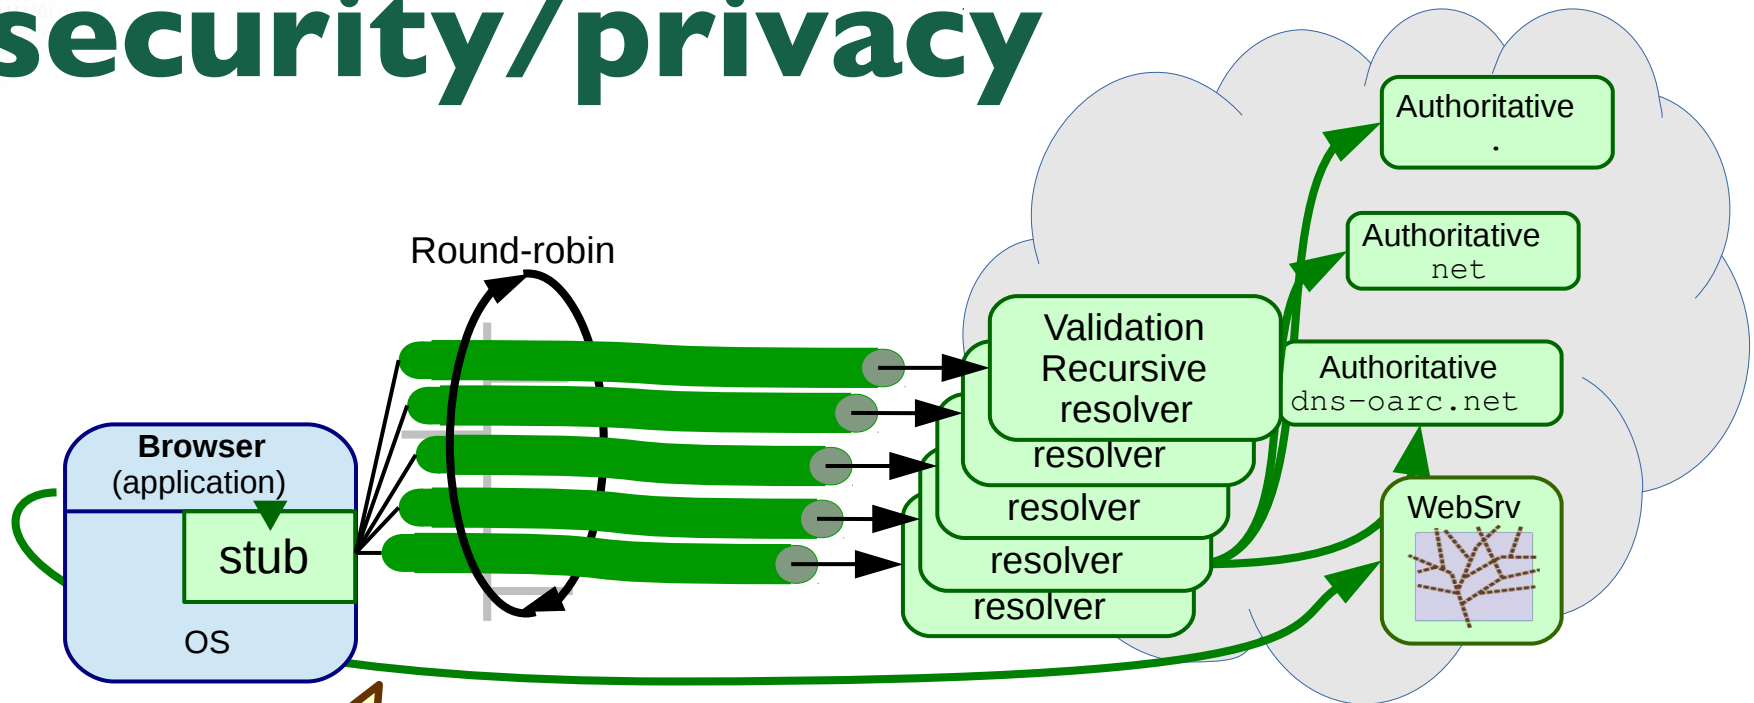 security/privacy
Round-robin
Browser
(application)
stub
OS
Validation
Recursive
resolver
resolver
resolver
resolver
resolver
Authoritative
.
Authoritative
net
Authoritative
dns-oarc.net
WebSrv